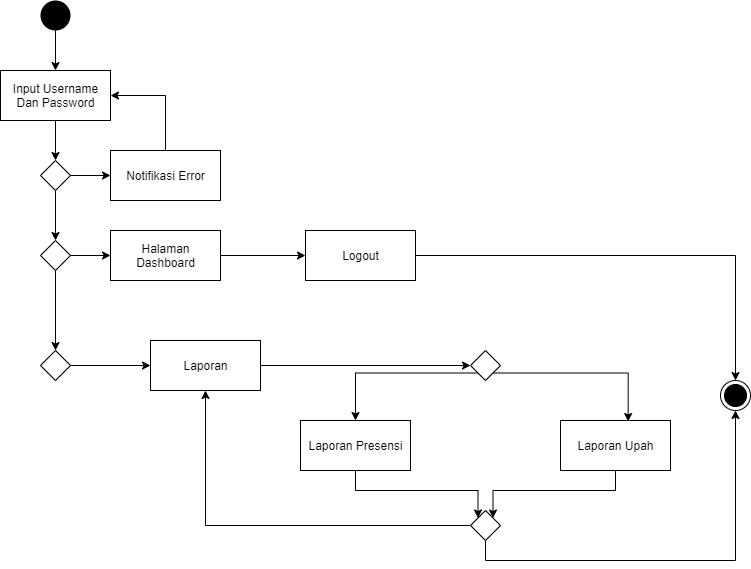 Input Username
Dan Password
Notifikasi Error
Halaman
Dashboard
Logout
Laporan
Laporan Presensi
Laporan Upah